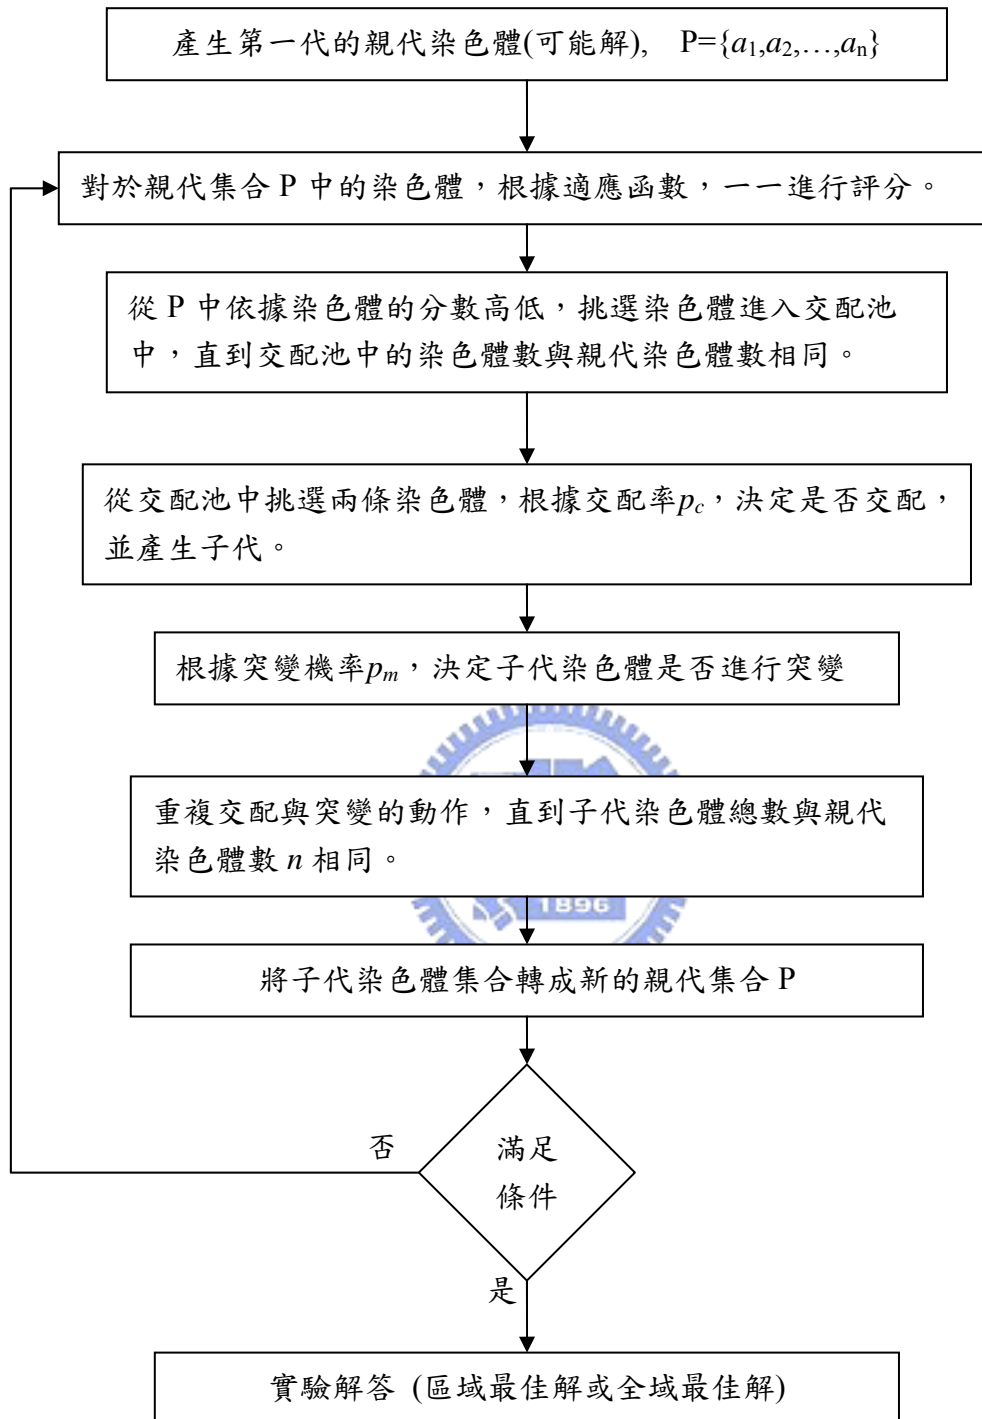 產生第一代的親代染色體(可能解), P={a1,a2,…,an}
對於親代集合 P 中的染色體，根據適應函數，一一進行評分。
從 P 中依據染色體的分數高低，挑選染色體進入交配池
中，直到交配池中的染色體數與親代染色體數相同。
從交配池中挑選兩條染色體，根據交配率pc，決定是否交配，
並產生子代。
根據突變機率pm，決定子代染色體是否進行突變
重複交配與突變的動作，直到子代染色體總數與親代
染色體數 n 相同。
1896
將子代染色體集合轉成新的親代集合 P
否
滿足
條件
是
實驗解答 (區域最佳解或全域最佳解)